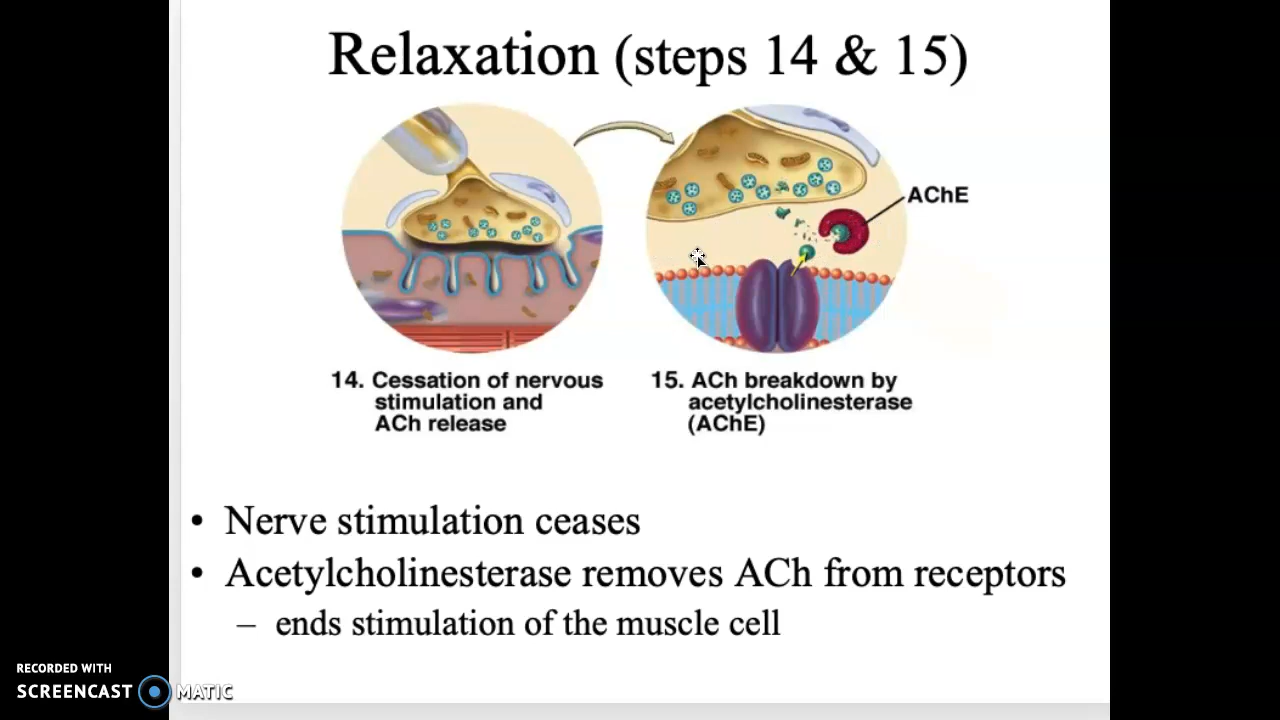 Relaxation (steps 14 & 15)
AChE
14. Cessation of nervous
stimulation and
ACh release
15. ACh breakdown by
acetylcholinesterase
(AChE)
• Nerve stimulation ceases
• Acetylcholinesterase removes ACh from receptors
– ends stimulation of the muscle cell
RECORDED WITH
SCREENCAST MATIC